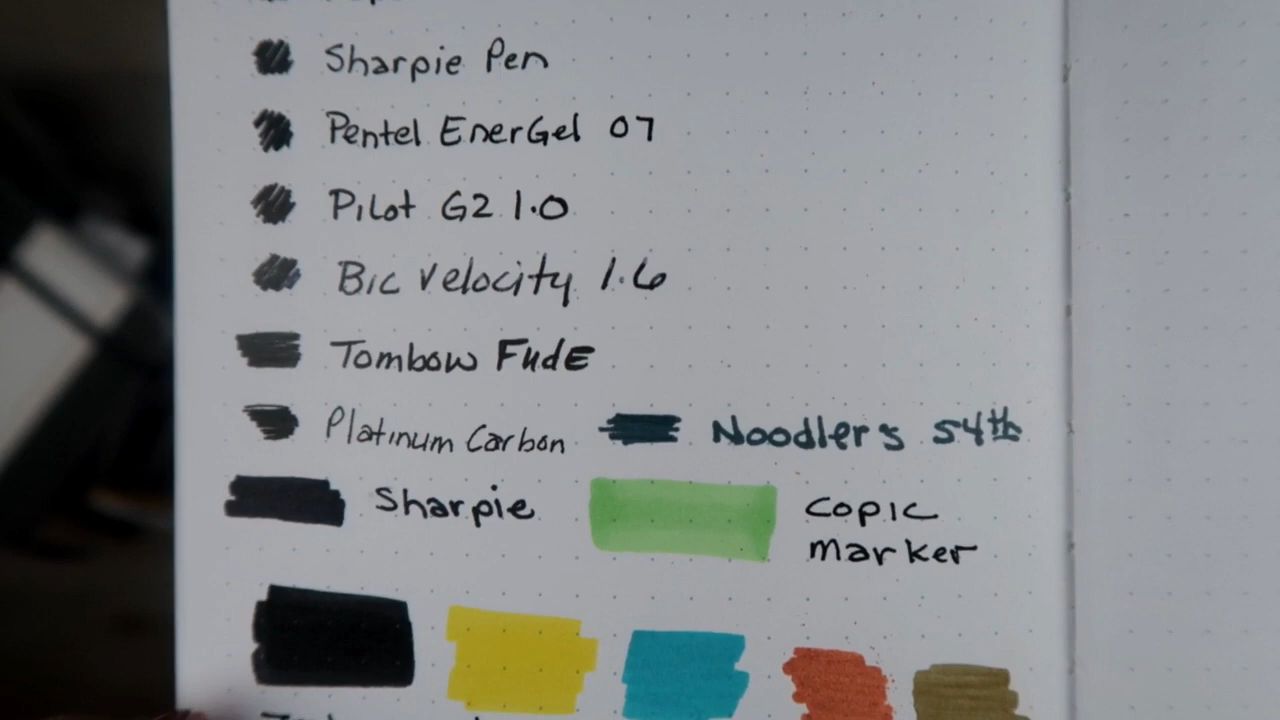 Sharpie Pen
Pentel EnerGel 07
Pilot G2 1.0
Bic Velocity 1.6
Tombow Fude
Platinum Carbon
Noodlers 54th
Sharpie
Copic
marker